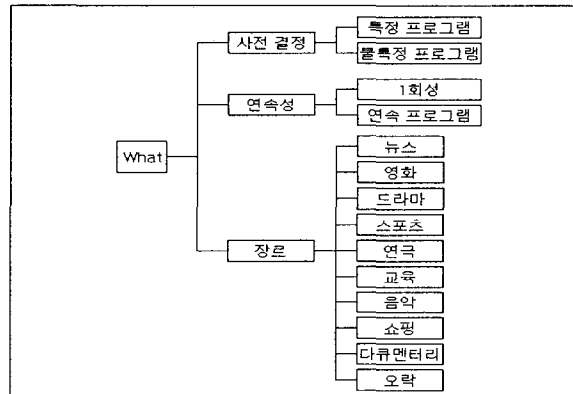 사전 결정
특정 프로그램
불특정 프로그램
연속성
1회성
연속 프로그램
What
장르
뉴스
영화
드라마
스포츠
연극
교육
음악
쇼핑
다큐멘터리
오락